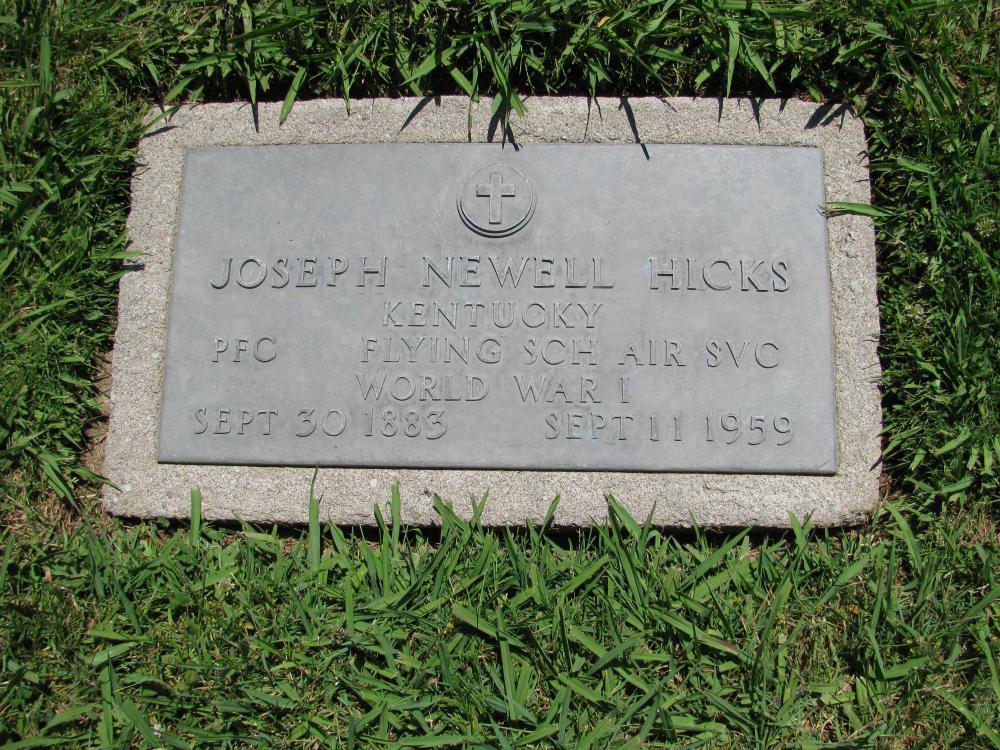 JOSEPH NEWELL HICKS
KENTUCKY
PFC FLYING SCH AIR SVC
WORLD WAR I
SEPT 30 1883 SEPT 11 1959